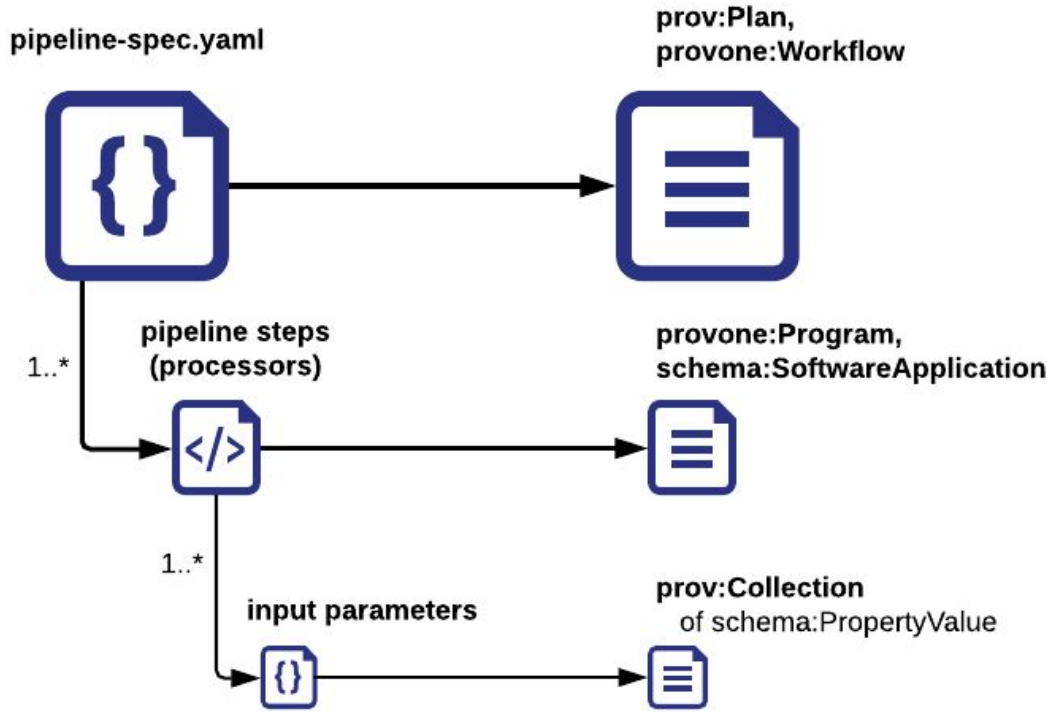 pipeline-spec.yaml
prov:Plan,
provone:Workflow
{}
1..*
pipeline steps
(processors)
</>
provone:Program,
schema:SoftwareApplication
1..*
input parameters
{}
prov:Collection
of schema:PropertyValue